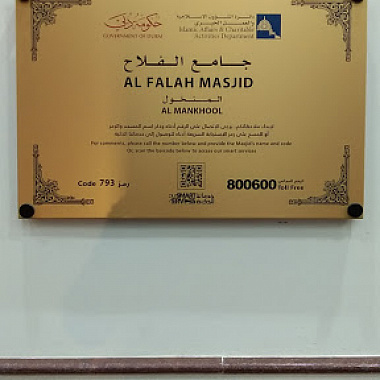 حكومة دبي
GOVERNMENT OF DUBAI
دائرة الشؤون الإسلامية
والعمل الخيري
Islamic Affairs & Charitable
Activities Department
جامع الفلاح
AL FALAH MASJID
المنخول
AL MANKHOOL
For comments, please call the number below and provide the Masjid's name and code
Or, scan the barcode below to access our smart services
Code 793 رمز
800600 Toll Free